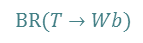 BR(T → Wb)